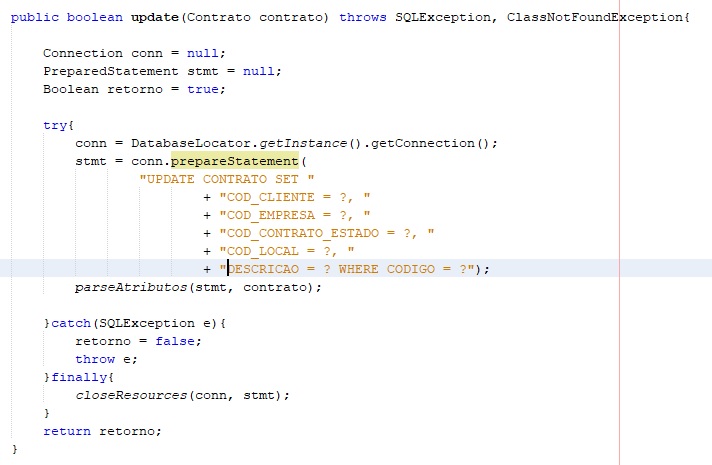 public boolean update(Contrato contrato) throws SQLException, ClassNotFoundException{
Connection conn = null;
PreparedStatement stmt = null;
Boolean retorno = true;
try{
conn = DatabaseLocator.getInstance().getConnection();
stmt = conn.prepareStatement(
"UPDATE CONTRATO SET "
+ "COD_CLIENTE = ?, "
+ "COD_EMPRESA = ?, "
+ "COD_CONTRATO_ESTADO = ?, "
+ "COD_LOCAL = ?, "
+ "DESCRICAO = ? WHERE CODIGO = ?");
parseAtributos(stmt, contrato);
}catch(SQLException e){
retorno = false;
throw e;
}finally{
closeResources(conn, stmt);
}
return retorno;
}